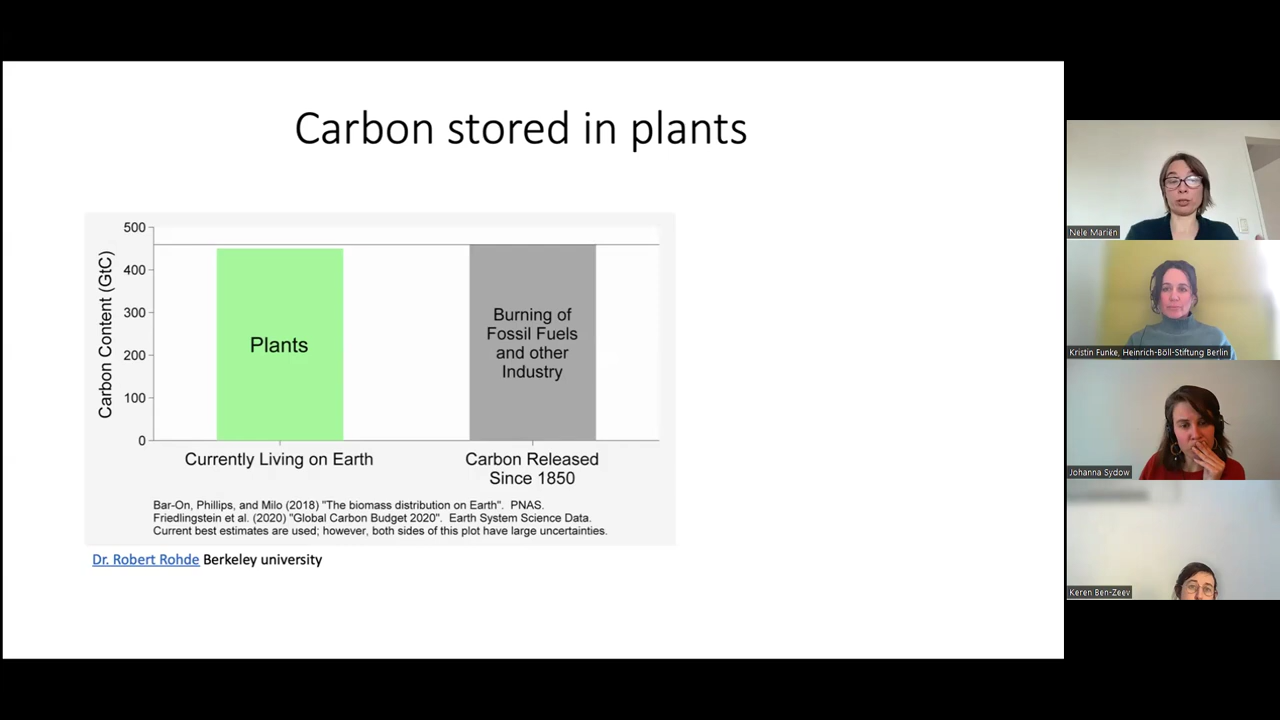 Carbon stored in plants
Carbon Content (GtC)
500
400
300
200
100
0
Plants
Burning of
Fossil Fuels
and other
Industry
Currently Living on Earth
Carbon Released
Since 1850
Bar-On, Phillips, and Milo (2018) "The biomass distribution on Earth". PNAS.
Friedlingstein et al. (2020) "Global Carbon Budget 2020". Earth System Science Data.
Current best estimates are used; however, both sides of this plot have large uncertainties.
Dr. Robert Rohde Berkeley university
Nele Mariën
Kristin Funke, Heinrich-Böll-Stiftung Berlin
Johanna Sydow
Keren Ben-Zeev